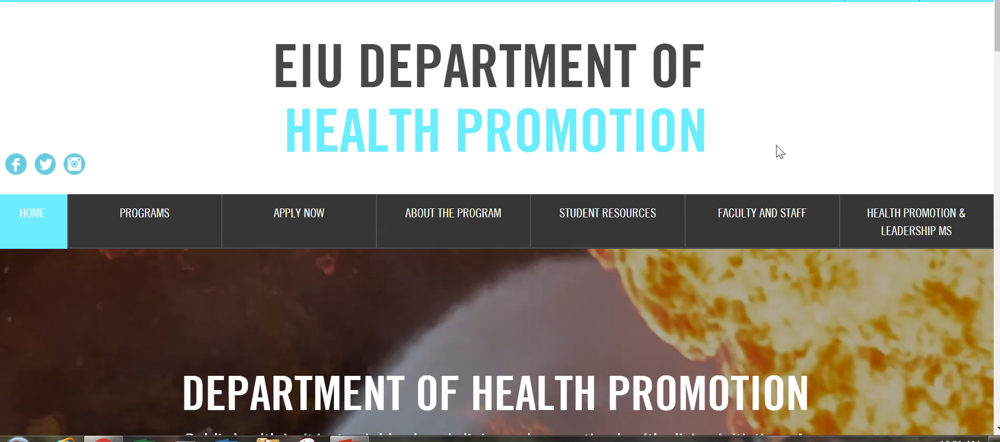 EIU DEPARTMENT OF
HEALTH PROMOTION
HOME
PROGRAMS
APPLY NOW
ABOUT THE PROGRAM
STUDENT RESOURCES
FACULTY AND STAFF
HEALTH PROMOTION &
LEADERSHIP MS
DEPARTMENT OF HEALTH PROMOTION